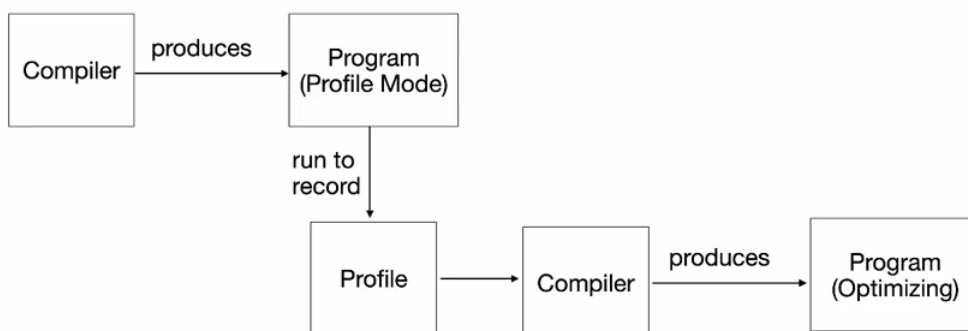 Compiler
produces
Program
(Profile Mode)
run to
record
Profile
Compiler
produces
Program
(Optimizing)